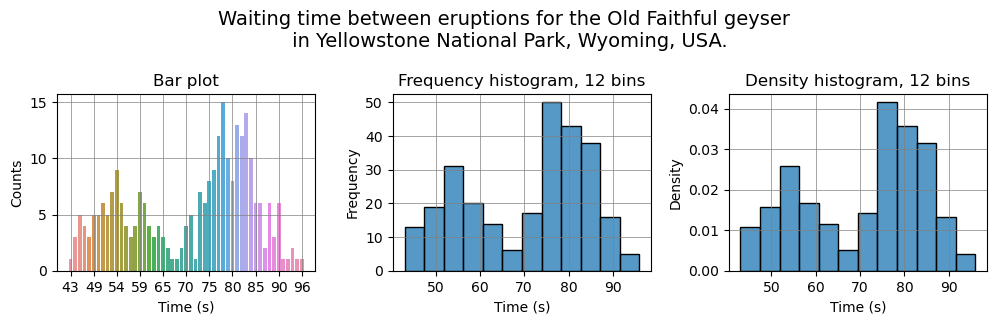 Waiting time between eruptions for the Old Faithful geyser
in Yellowstone National Park, Wyoming, USA.
Bar plot
15
10
5
0
Counts
43 49 54 59 65 70 75 80 85 90 96
Time (s)
Frequency histogram, 12 bins
50
40
30
20
10
0
Frequency
50 60 70 80 90
Time (s)
Density histogram, 12 bins
0.04
0.03
0.02
0.01
0.00
Density
50 60 70 80 90
Time (s)